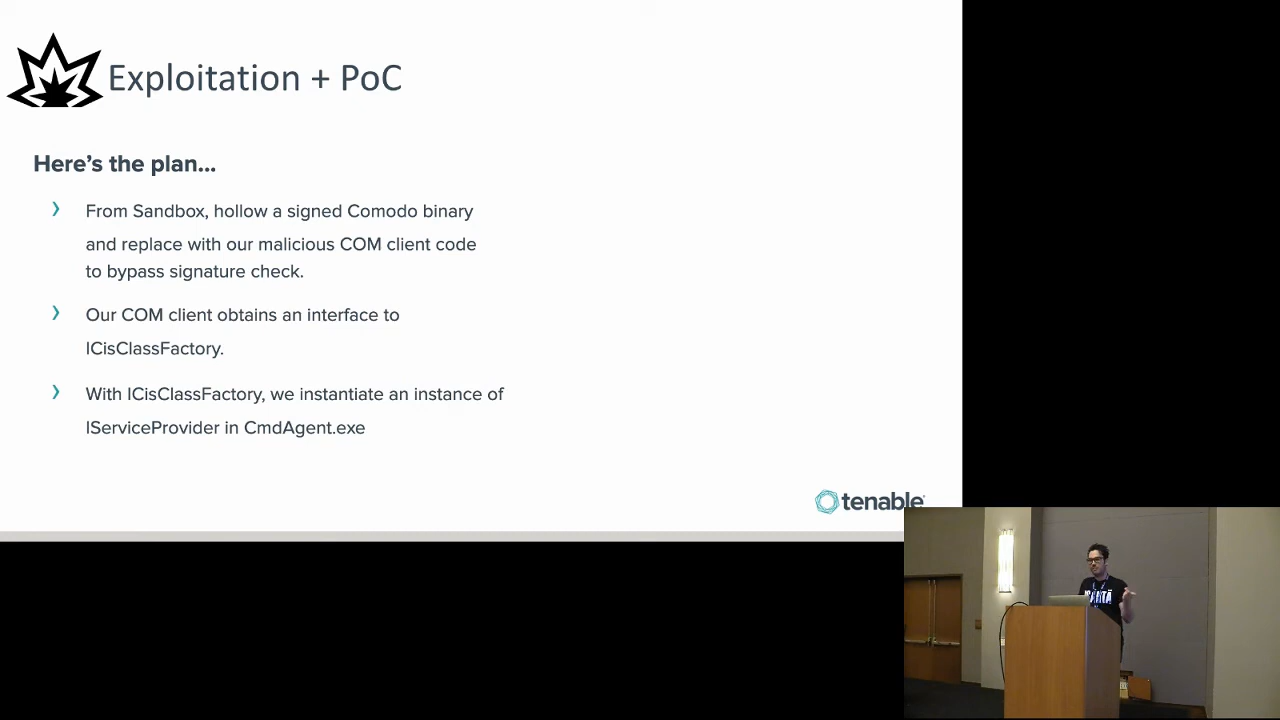 Exploitation + PoC
Here's the plan...
From Sandbox, hollow a signed Comodo binary
and replace with our malicious COM client code
to bypass signature check.
Our COM client obtains an interface to
ICisClassFactory.
With ICisClassFactory, we instantiate an instance of
IServiceProvider in CmdAgent.exe
tenable